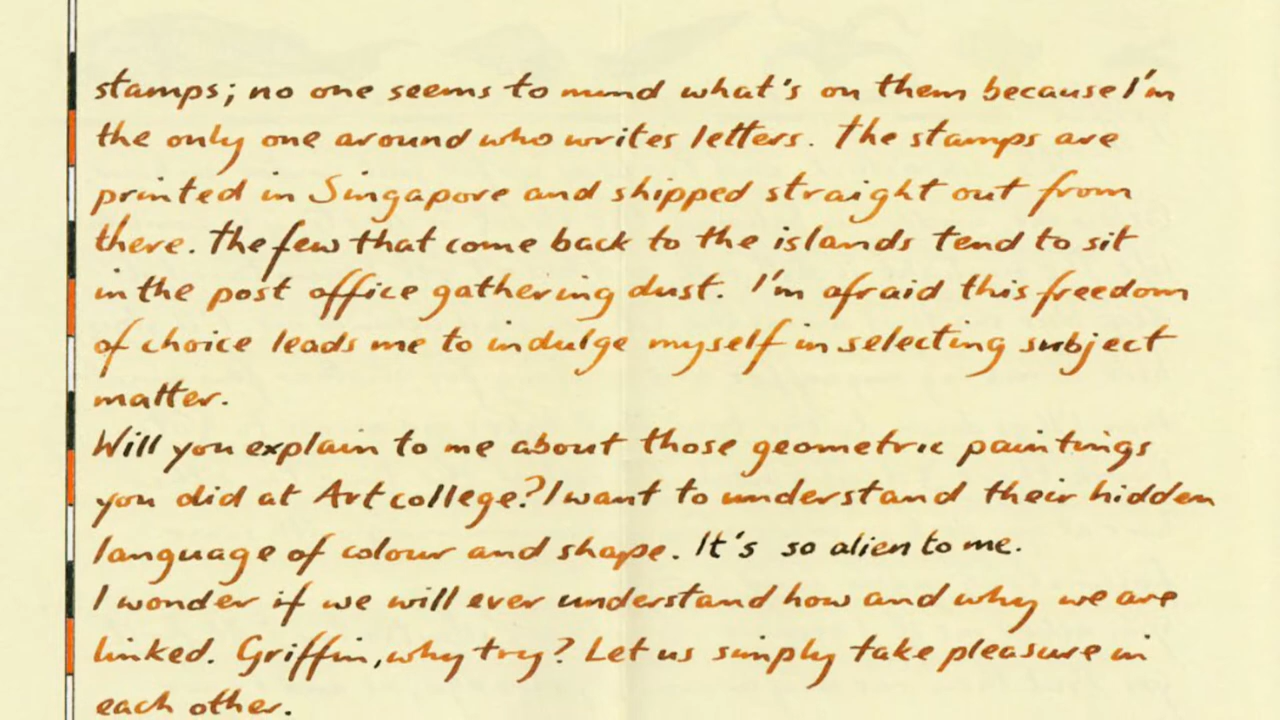 stamps; no one seems to mind what's on them because I'm
the only one around who writes letters. The stamps are
printed in Singapore and shipped straight out from
there. The few that come back to the islands tend to sit
in the post office gathering dust. I'm afraid this freedom
of choice leads me to indulge myself in selecting subject
matter.
Will you explain to me about those geometric paintings
you did at Art college? I want to understand their hidden
language of colour and shape. It's so alien to me.
I wonder if we will ever understand how and why we are
linked. Griffin, why try? Let us simply take pleasure in
each other.